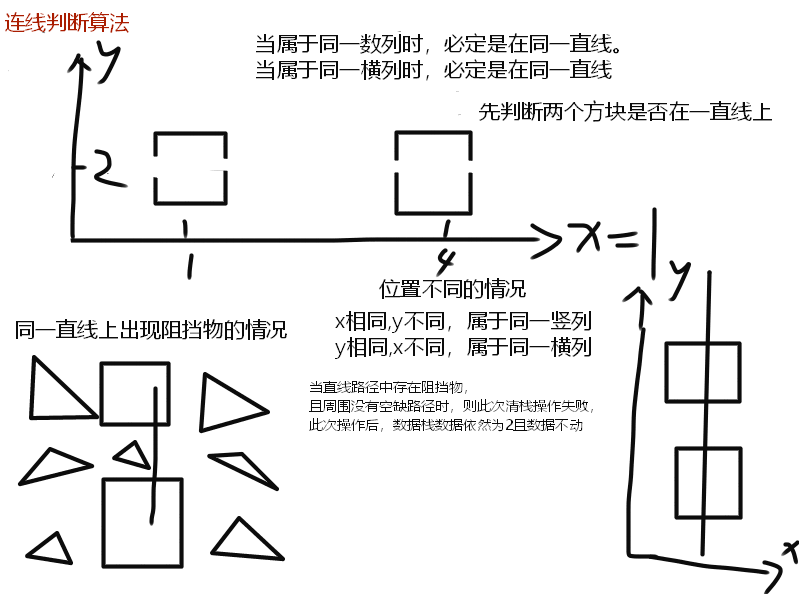 连线判断算法
当属于同一数列时，必定是在同一直线。
当属于同一横列时，必定是在同一直线
先判断两个方块是否在一直线上
y
2
1
4
x=1
位置不同的情况
x相同,y不同，属于同一竖列
y相同,x不同，属于同一横列
同一直线上出现阻挡物的情况
当直线路径中存在阻挡物，
且周围没有空缺路径时，则此次清栈操作失败，
此次操作后，数据栈数据依然为2且数据不动
y
x